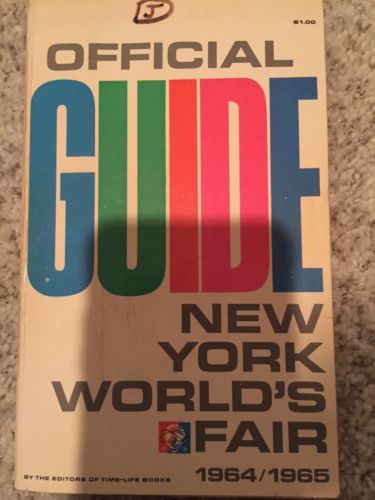 J
$1.00
OFFICIAL
GUIDE
NEW
YORK
WORLD'S
FAIR
BY THE EDITORS OF TIME-LIFE BOOKS
1964/1965